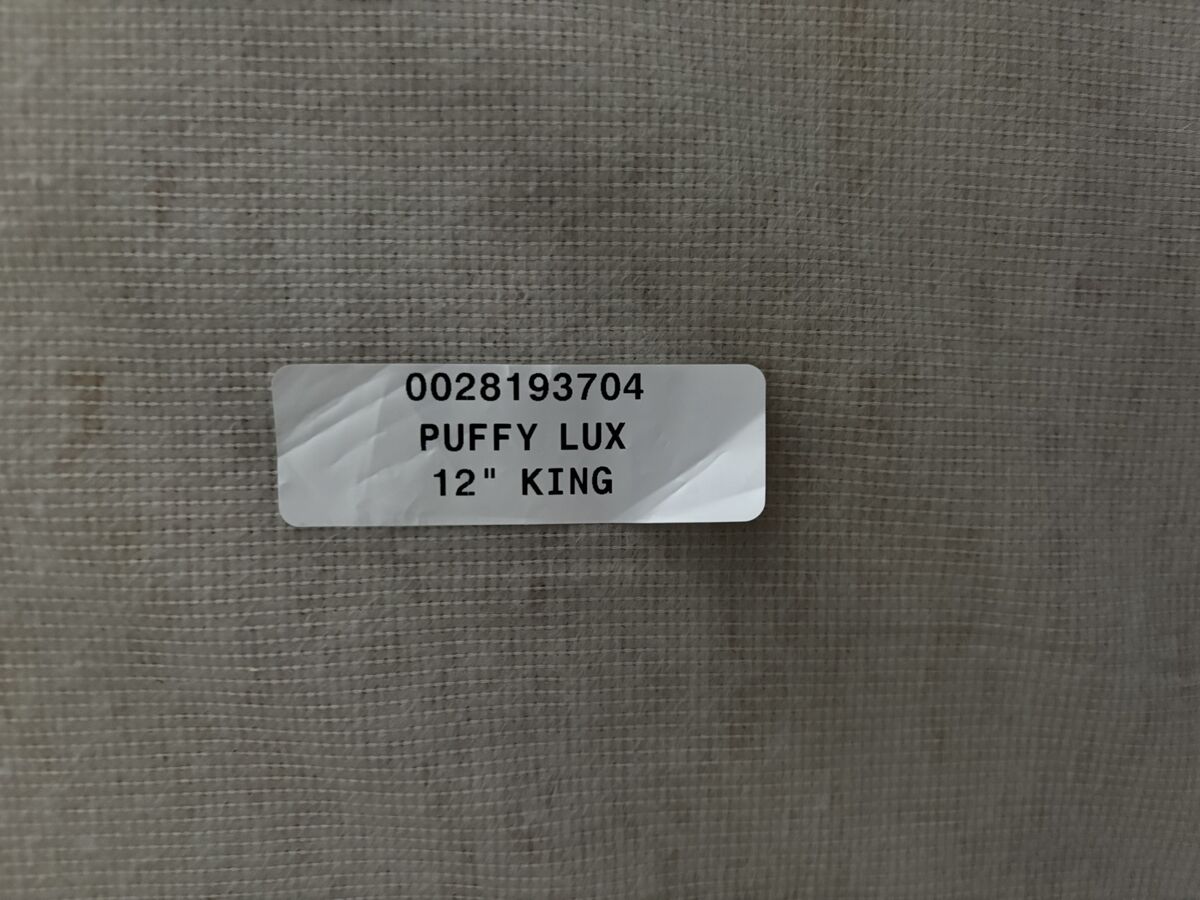 0028193704
PUFFY LUX
12" KING